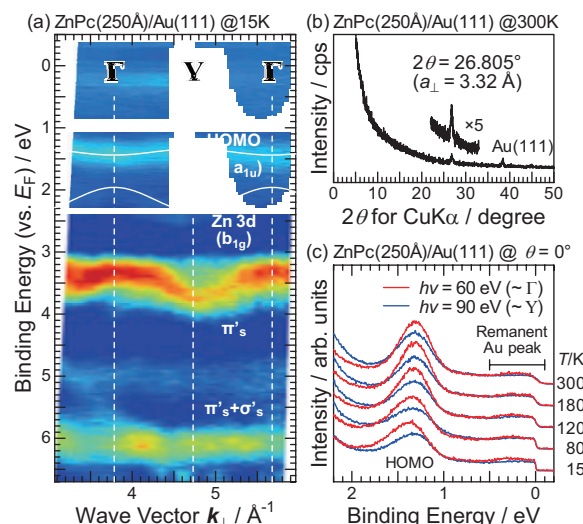 (a) ZnPc(250Å)/Au(111) @15K
Γ Y Γ
HOMO
a1u)
Zn 3d
(b1g)
π's
π's+σ's
0
1
2
3
4
5
6
Binding Energy (vs. EF) / eV
4 5
Wave Vector k⊥ / Å-1
(b) ZnPc(250Å)/Au(111) @300K
2θ = 26.805°
(a⊥ = 3.32 Å)
×5
Au(111)
Intensity / cps
0 10 20 30 40 50
2θ for CuKα / degree
(c) ZnPc(250Å)/Au(111) @ θ = 0°
hν = 60 eV (~ Γ)
hν = 90 eV (~ Y)
Remanent
Au peak
T/K
300
180
120
80
15
HOMO
Intensity / arb. units
2 1 0
Binding Energy / eV